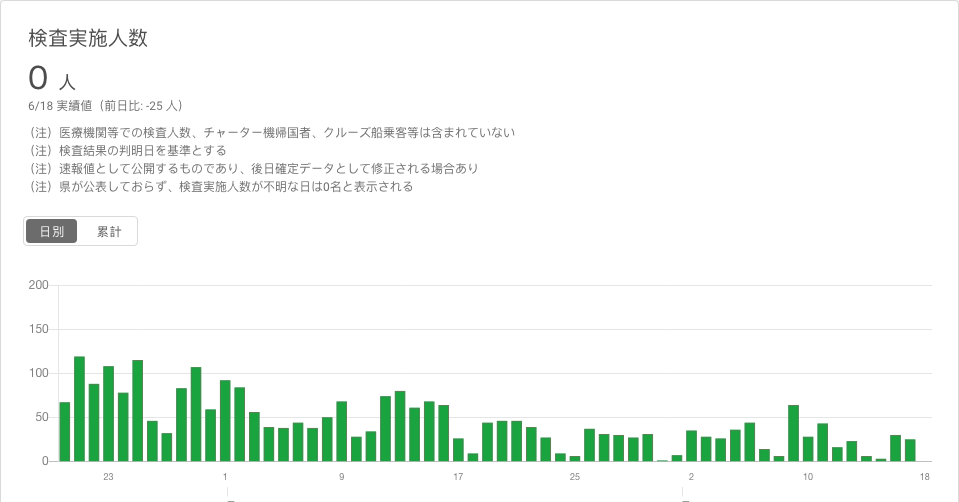 検査実施人数
0 人
6/18 実績値（前日比: -25 人）
（注）医療機関等での検査人数、チャーター機帰国者、クルーズ船乗客等は含まれていない
（注）検査結果の判明日を基準とする
（注）速報値として公開するものであり、後日確定データとして修正される場合あり
（注）県が公表しておらず、検査実施人数が不明な日は0名と表示される
日別 累計
200
150
100
50
0
23 1 9 17 25 2 10 18